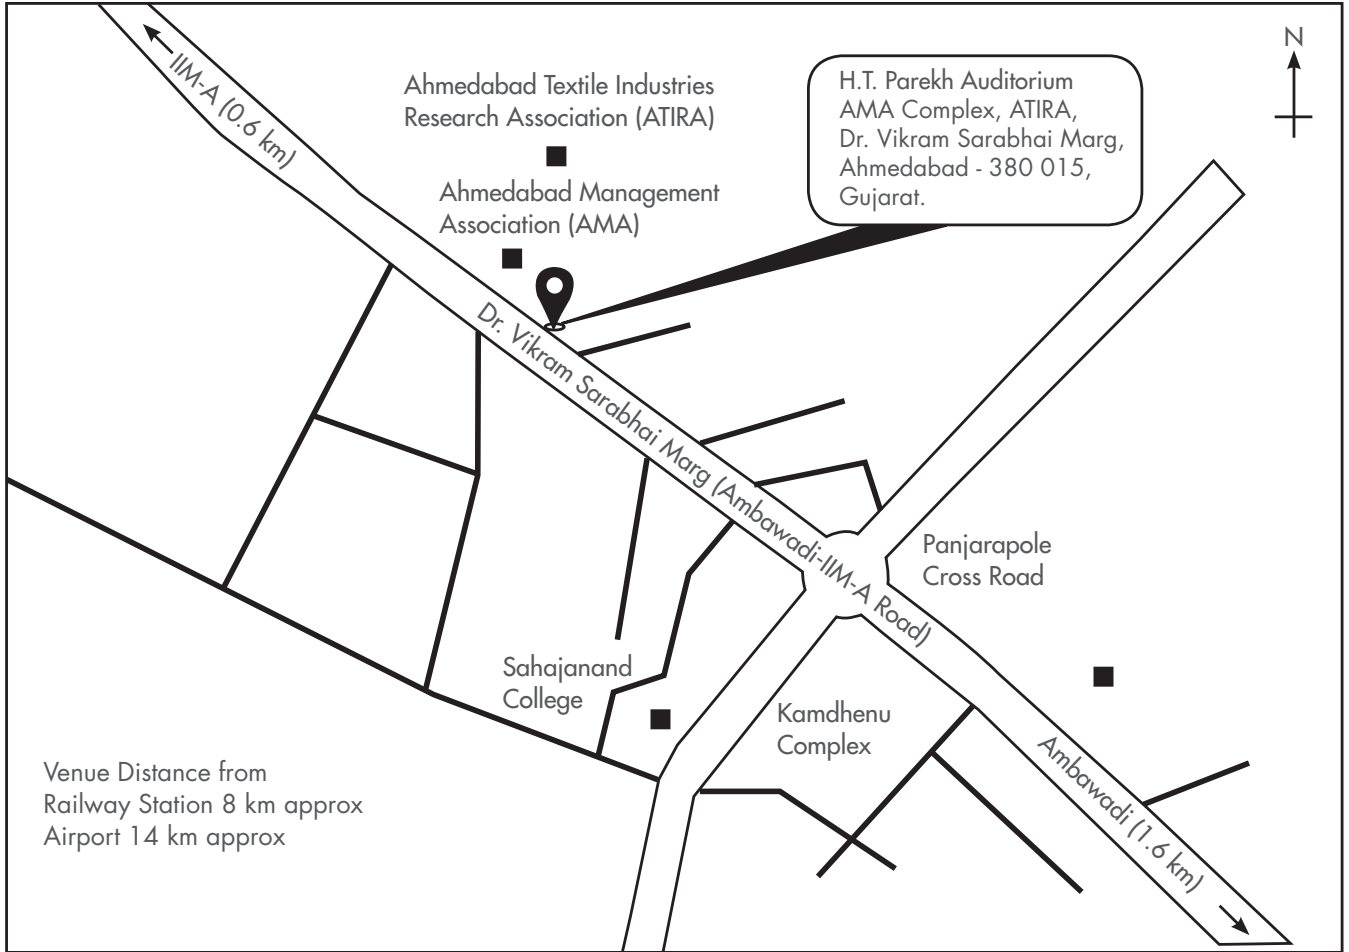 N
IIM-A (0.6 km)
Ahmedabad Textile Industries
Research Association (ATIRA)
H.T. Parekh Auditorium
AMA Complex, ATIRA,
Dr. Vikram Sarabhai Marg,
Ahmedabad - 380 015,
Gujarat.
Ahmedabad Management
Association (AMA)
Dr. Vikram Sarabhai Marg (Ambawadi-IIM-A Road)
Panjarapole
Cross Road
Sahajanand
College
Kamdhenu
Complex
Ambawadi (1.6 km)
Venue Distance from
Railway Station 8 km approx
Airport 14 km approx